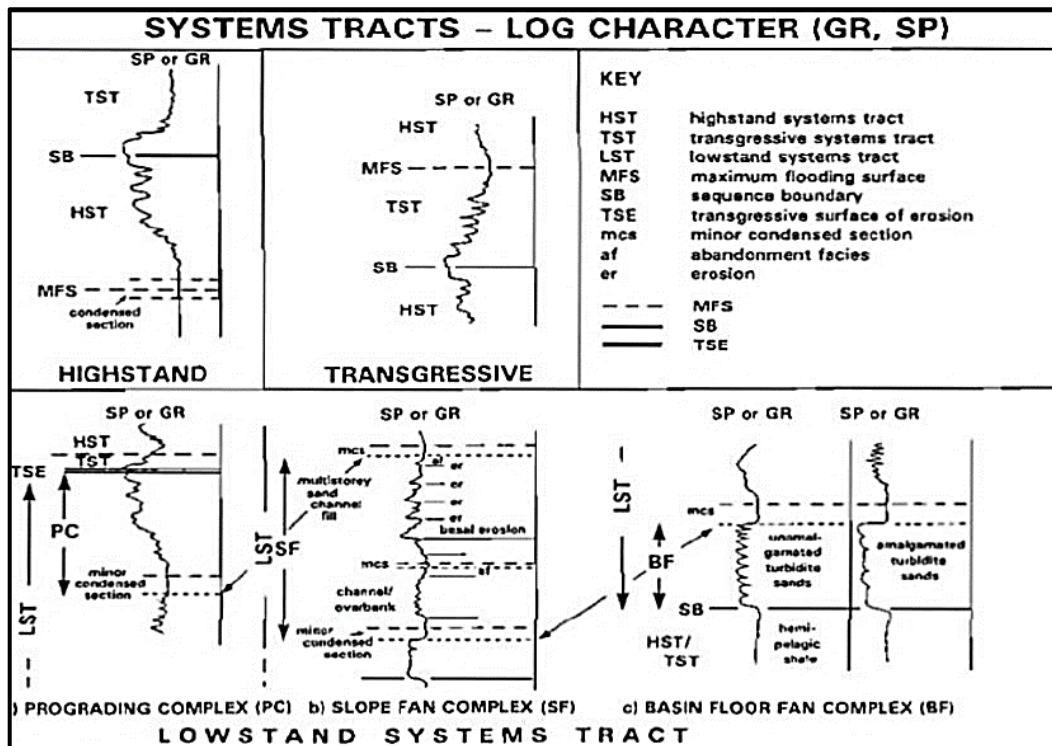 SYSTEMS TRACTS – LOG CHARACTER (GR, SP)
SP or GR
TST
SB
HST
MFS
condensed
section
HIGHSTAND
SP or GR
HST
MFS
TST
SB
HST
TRANSGRESSIVE
KEY
HST highstand systems tract
TST transgressive systems tract
LST lowstand systems tract
MFS maximum flooding surface
SB sequence boundary
TSE transgressive surface of erosion
mcs minor condensed section
af abandonment facies
er erosion
MFS
SB
TSE
SP or GR
HST
TST
TSE
PC
minor
condensed
section
LST
) PROGRADING COMPLEX (PC)
SP or GR
mcs
af
er
multistorey
sand
channel
fill
er
er
er
basal erosion
LST
SF
mcs
af
channel/
overbank
minor
condensed
section
b) SLOPE FAN COMPLEX (SF)
SP or GR
SP or GR
LST
mcs
BF
unamal-
gamated
turbidite
sands
amalgamated
turbidite
sands
SB
HST/
TST
hemi-
pelagic
shale
c) BASIN FLOOR FAN COMPLEX (BF)
LOWSTAND SYSTEMS TRACT